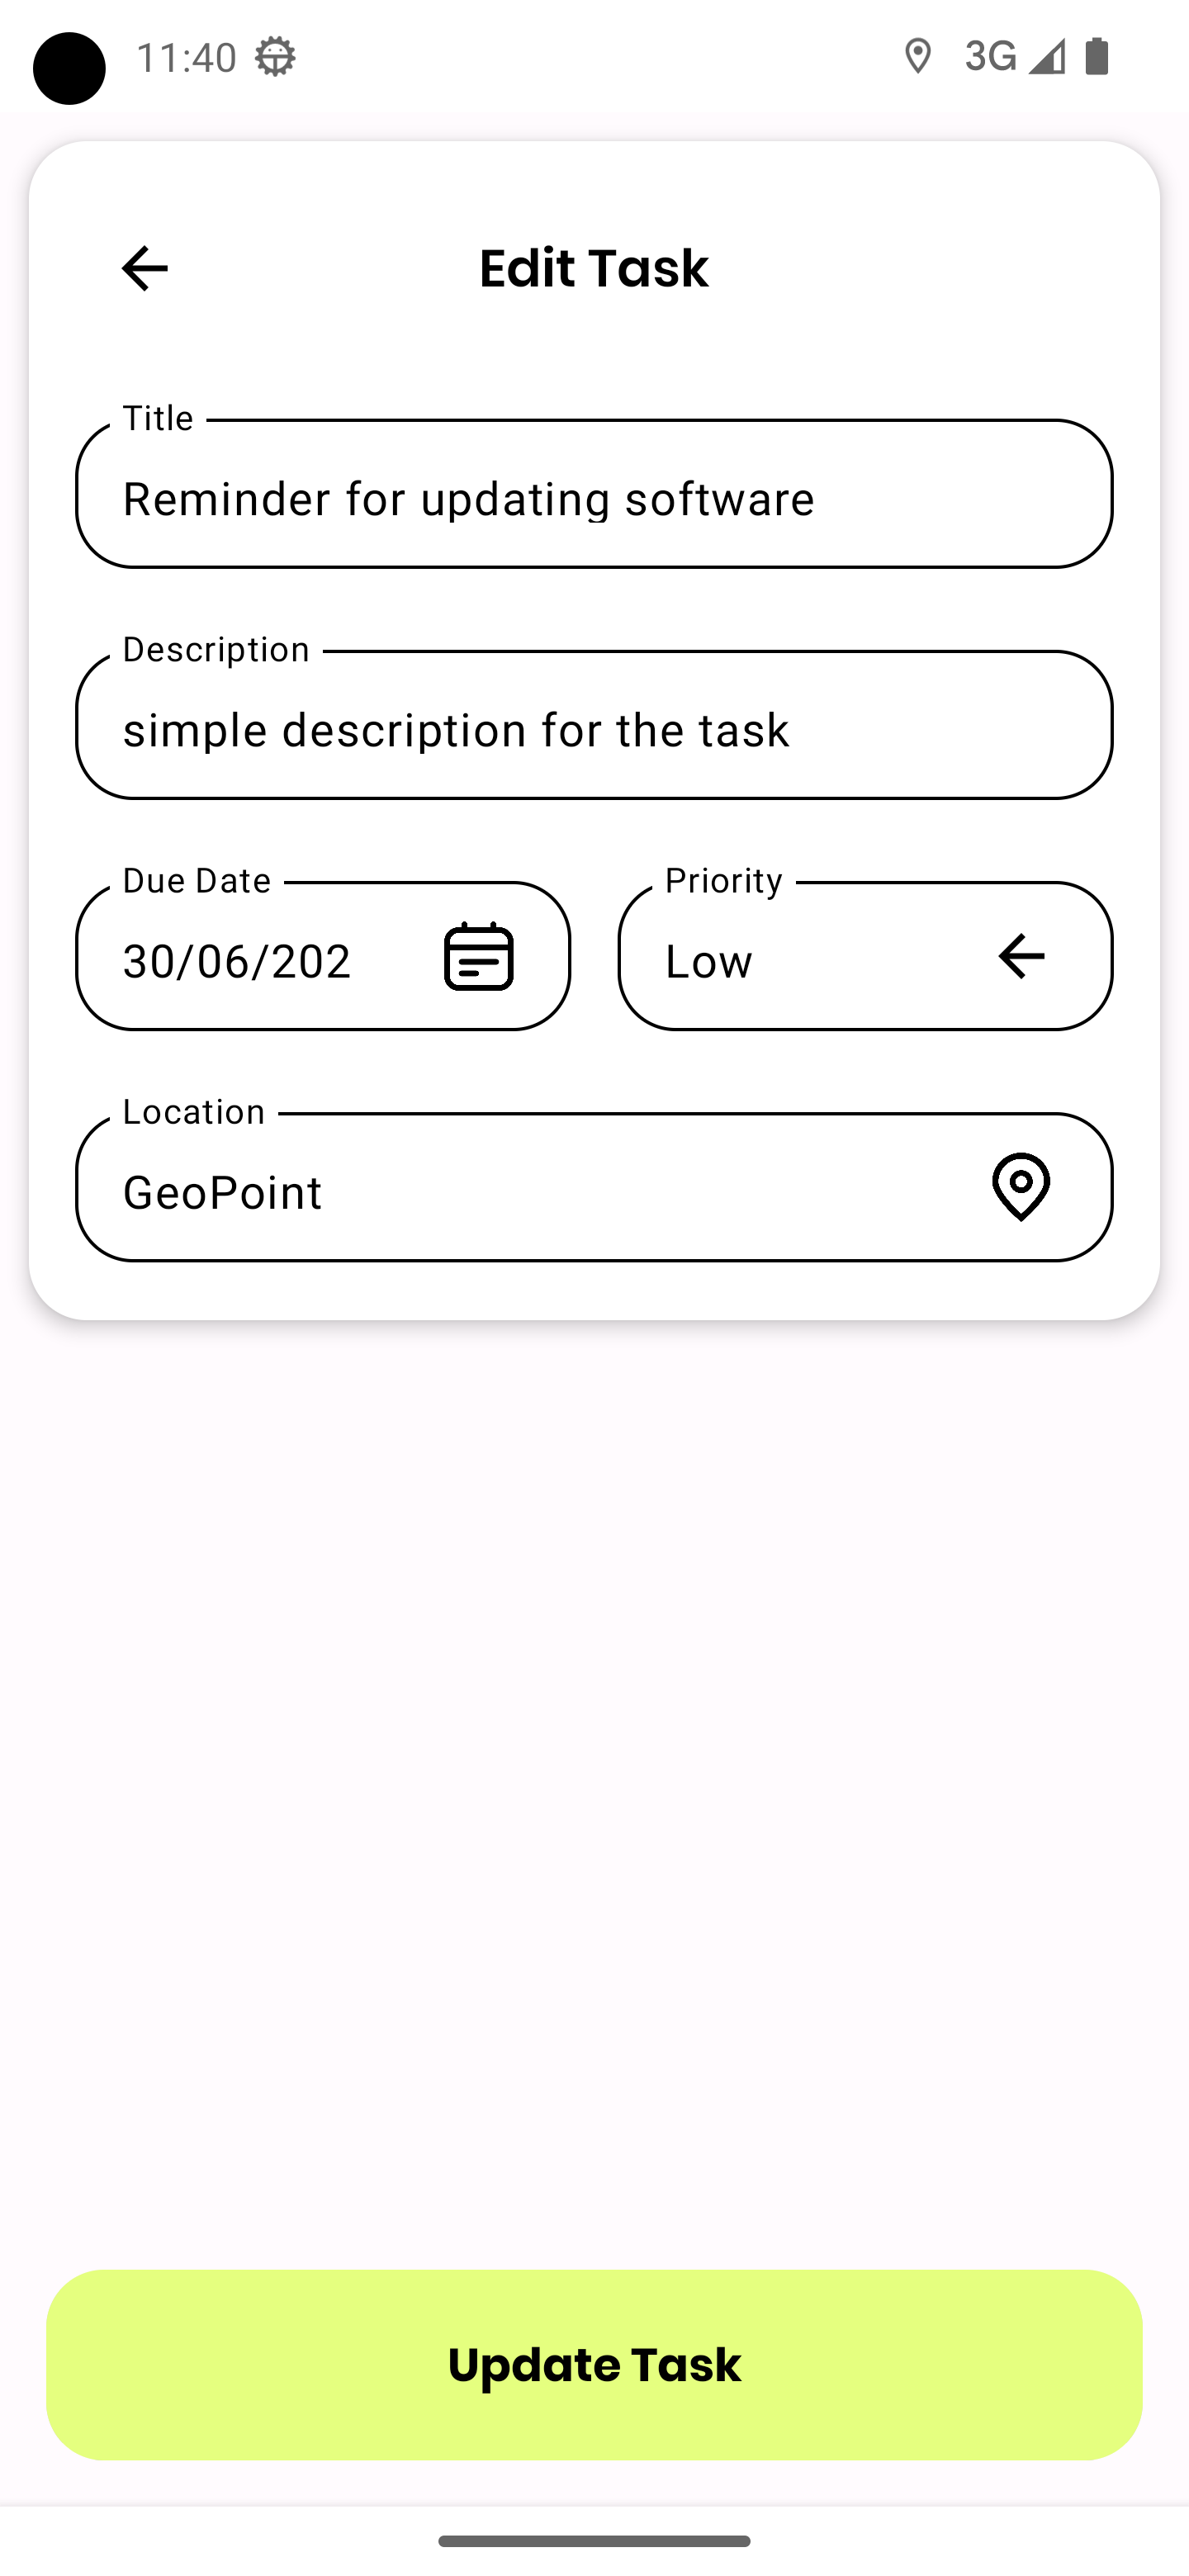 11:40 3G
Edit Task
Title
Reminder for updating software
Description
simple description for the task
Due Date Priority
30/06/202 Low
Location
GeoPoint
Update Task